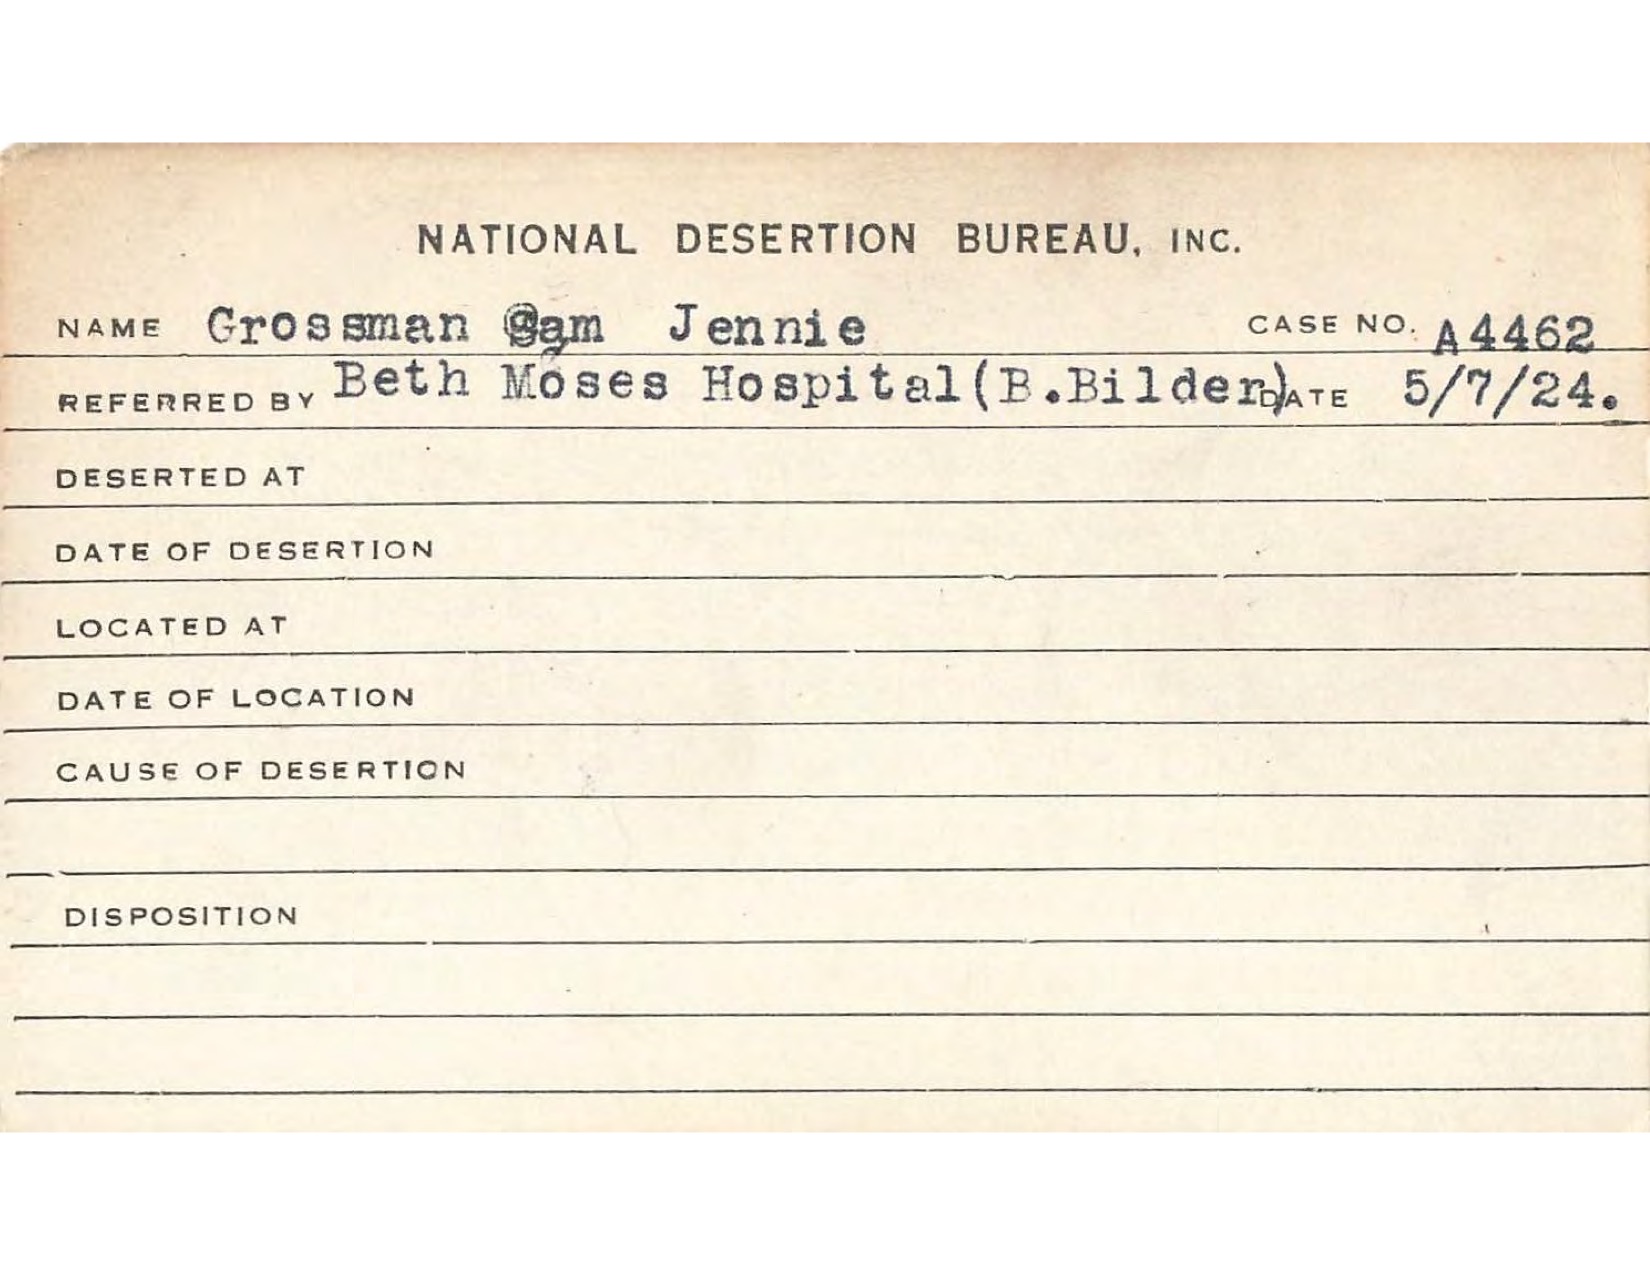 NATIONAL DESERTION BUREAU, INC.
NAME Grossman Sam Jennie CASE NO. A4462
REFERRED BY Beth Moses Hospital(B.Bilder) DATE 5/7/24.
DESERTED AT
DATE OF DESERTION
LOCATED AT
DATE OF LOCATION
CAUSE OF DESERTION
DISPOSITION